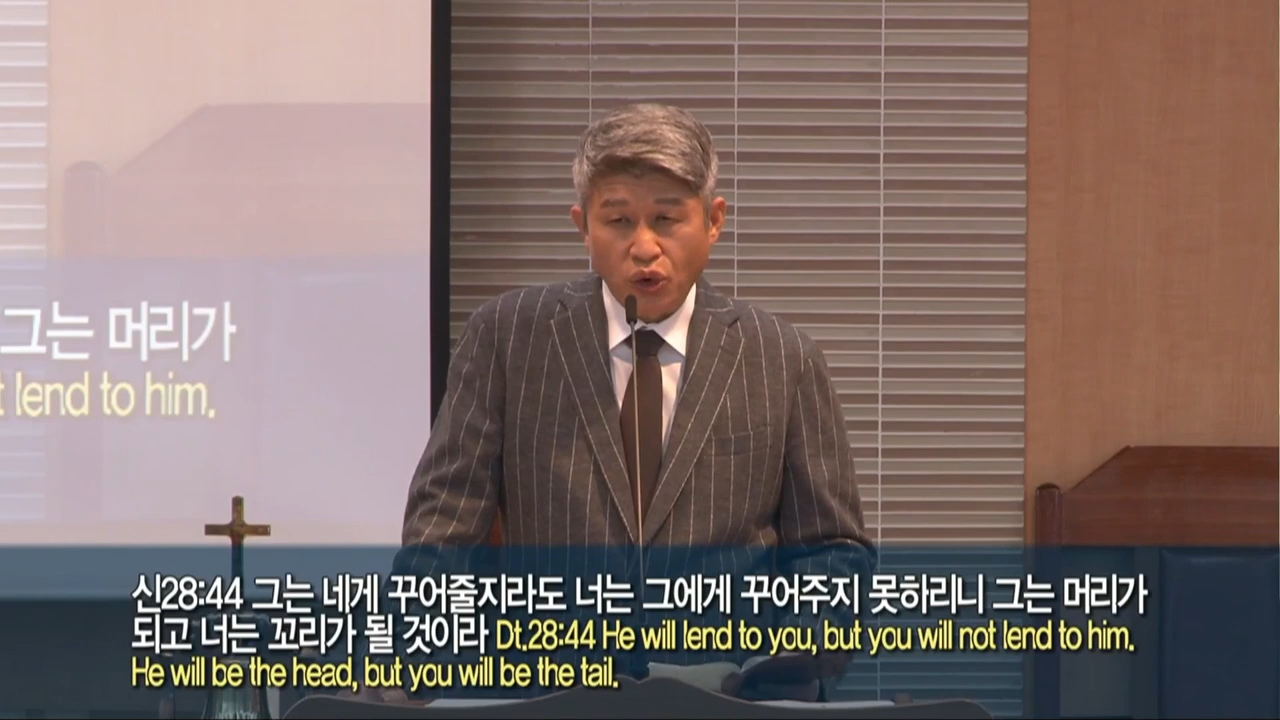 그는 머리가
lend to him.
신28:44 그는 네게 꾸어줄지라도 너는 그에게 꾸어주지 못하리니 그는 머리가
되고 너는 꼬리가 될 것이라 Dt.28:44 He will lend to you, but you will not lend to him.
He will be the head, but you will be the tail.